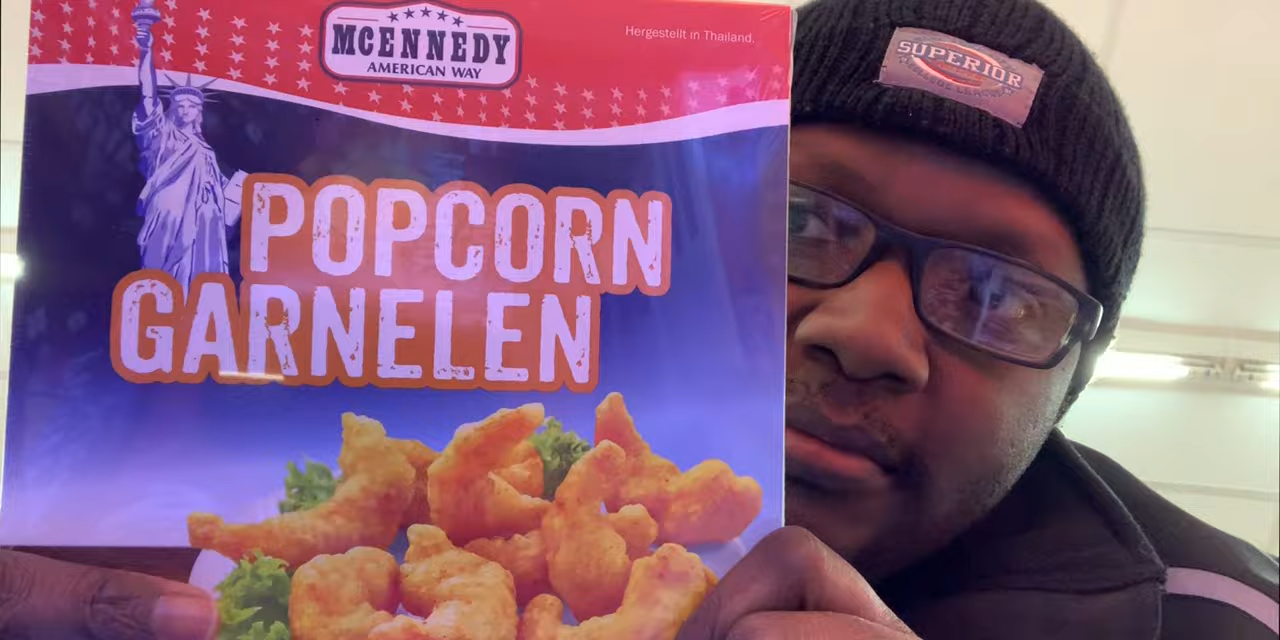 MCENNEDY
AMERICAN WAY
Hergestellt in Thailand.
POPCORN
GARNELEN
SUPERIOR